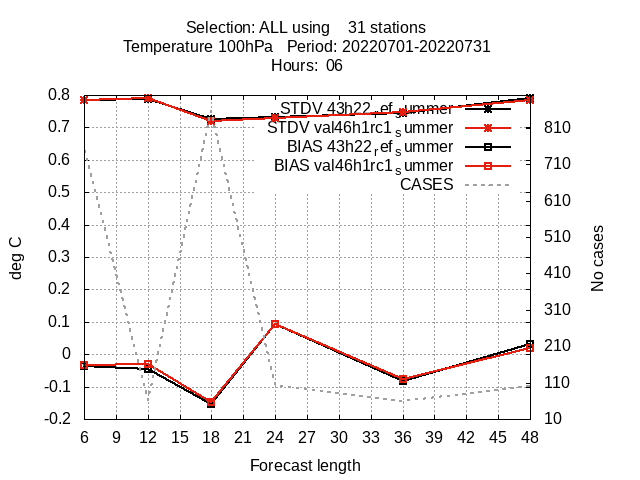 Selection: ALL using 31 stations
Temperature 100hPa Period: 20220701-20220731
Hours: 06
0.8
0.7
0.6
0.5
0.4
0.3
0.2
0.1
0
-0.1
-0.2
deg C
STDV 43h22_ref_summer
STDV val46h1rc1_summer
BIAS 43h22_ref_summer
BIAS val46h1rc1_summer
CASES
810
710
610
510
410
310
210
110
10
No cases
6 9 12 15 18 21 24 27 30 33 36 39 42 45 48
Forecast length